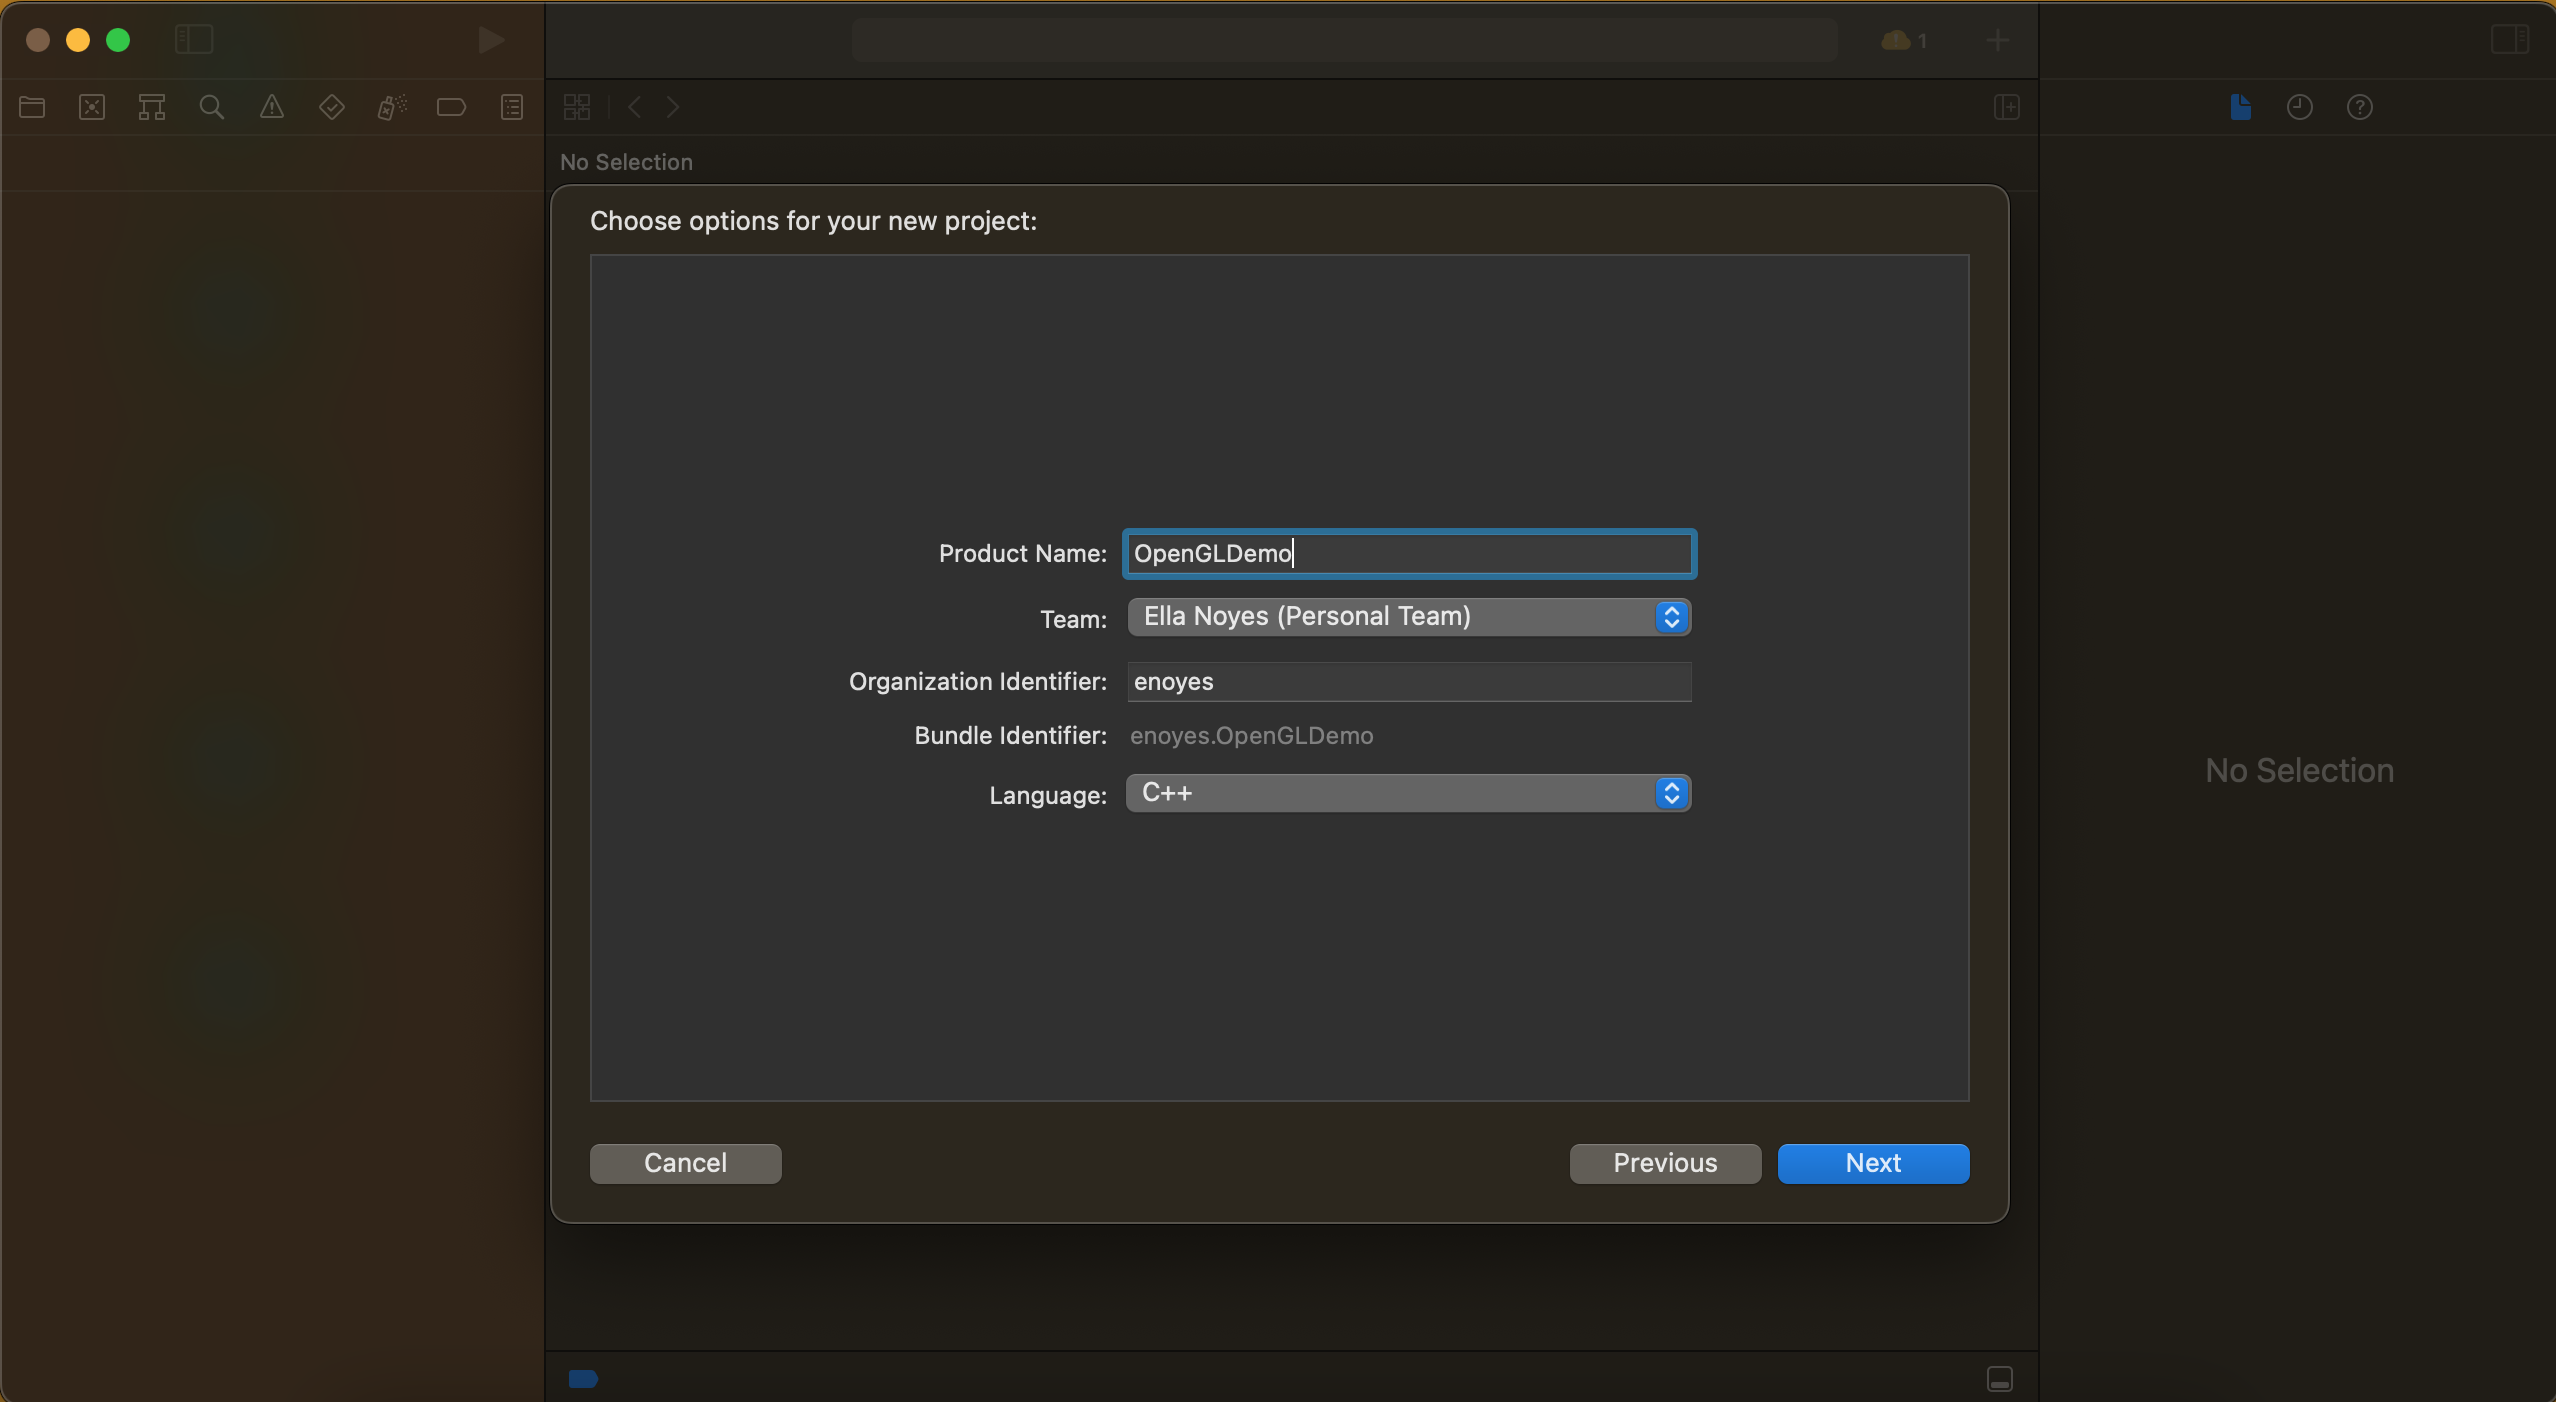 1
No Selection
Choose options for your new project:
Product Name: OpenGLDemo
Team: Ella Noyes (Personal Team)
Organization Identifier: enoyes
Bundle Identifier: enoyes.OpenGLDemo
Language: C++
No Selection
Cancel
Previous
Next